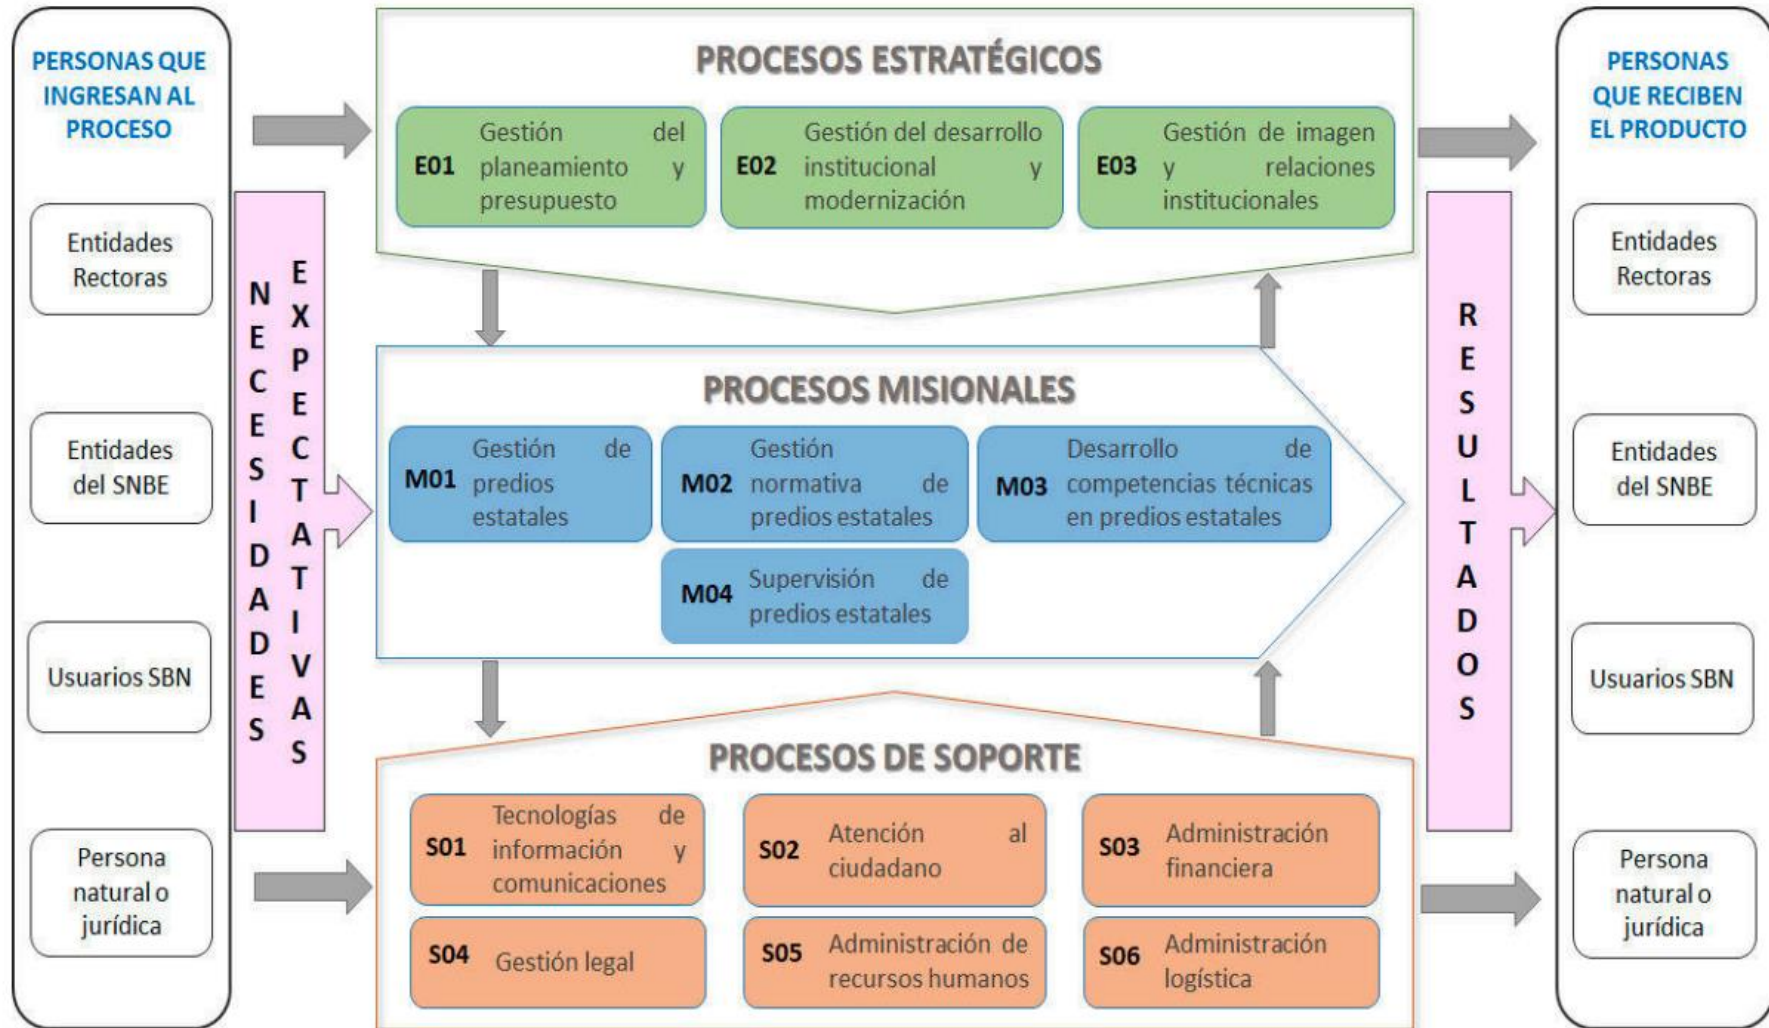 PERSONAS QUE
INGRESAN AL
PROCESO
Entidades
Rectoras
Entidades
del SNBE
Usuarios SBN
Persona
natural o
jurídica
NECESIDADES
EXPECTATIVAS
PROCESOS ESTRATÉGICOS
E01
Gestión del
planeamiento y
presupuesto
E02
Gestión del desarrollo
institucional y
modernización
E03
Gestión de imagen
y relaciones
institucionales
PROCESOS MISIONALES
M01
Gestión de
predios
estatales
M02
Gestión
normativa de
predios estatales
M03
Desarrollo de
competencias técnicas
en predios estatales
M04
Supervisión de
predios estatales
PROCESOS DE SOPORTE
S01
Tecnologías de
información y
comunicaciones
S02
Atención al
ciudadano
S03
Administración
financiera
S04
Gestión legal
S05
Administración de
recursos humanos
S06
Administración
logística
RESULTADOS
PERSONAS
QUE RECIBEN
EL PRODUCTO
Entidades
Rectoras
Entidades
del SNBE
Usuarios SBN
Persona
natural o
jurídica